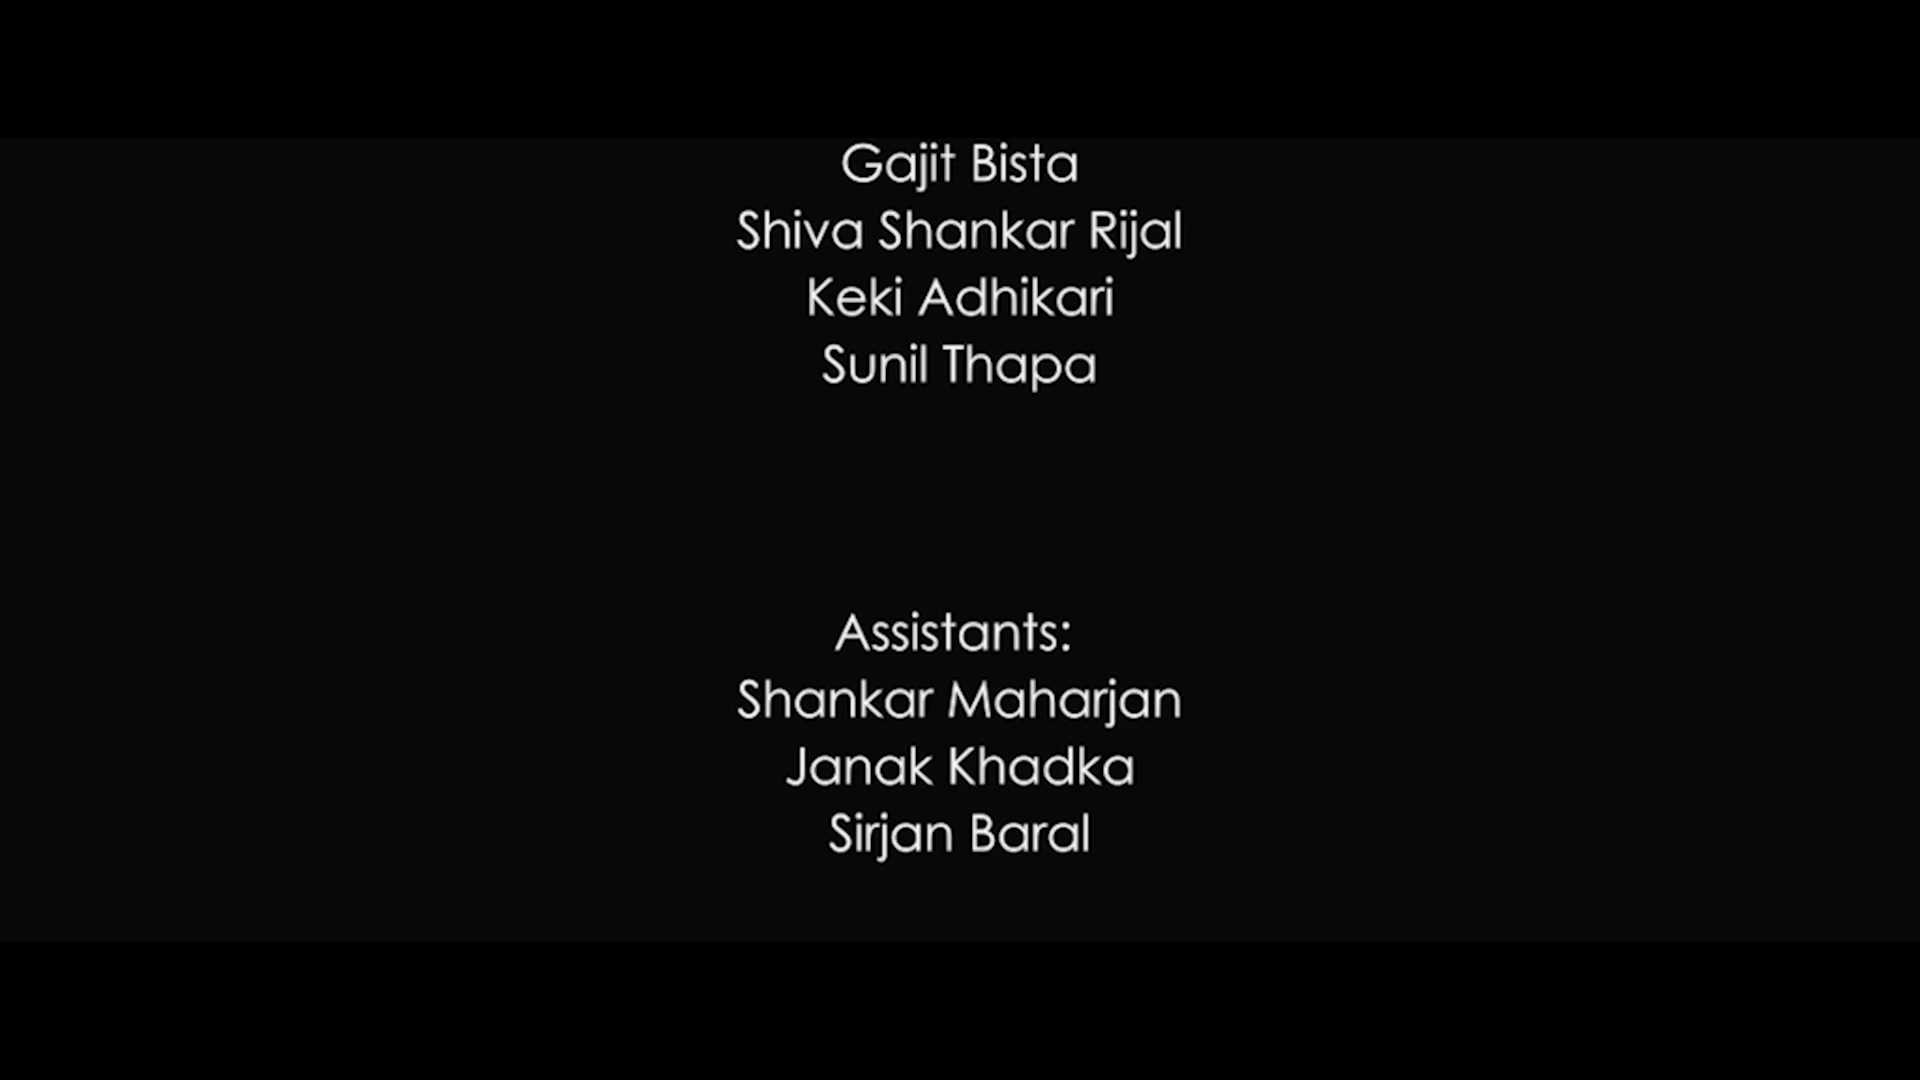 Gajit Bista
Shiva Shankar Rijal
Keki Adhikari
Sunil Thapa
Assistants:
Shankar Maharjan
Janak Khadka
Sirjan Baral